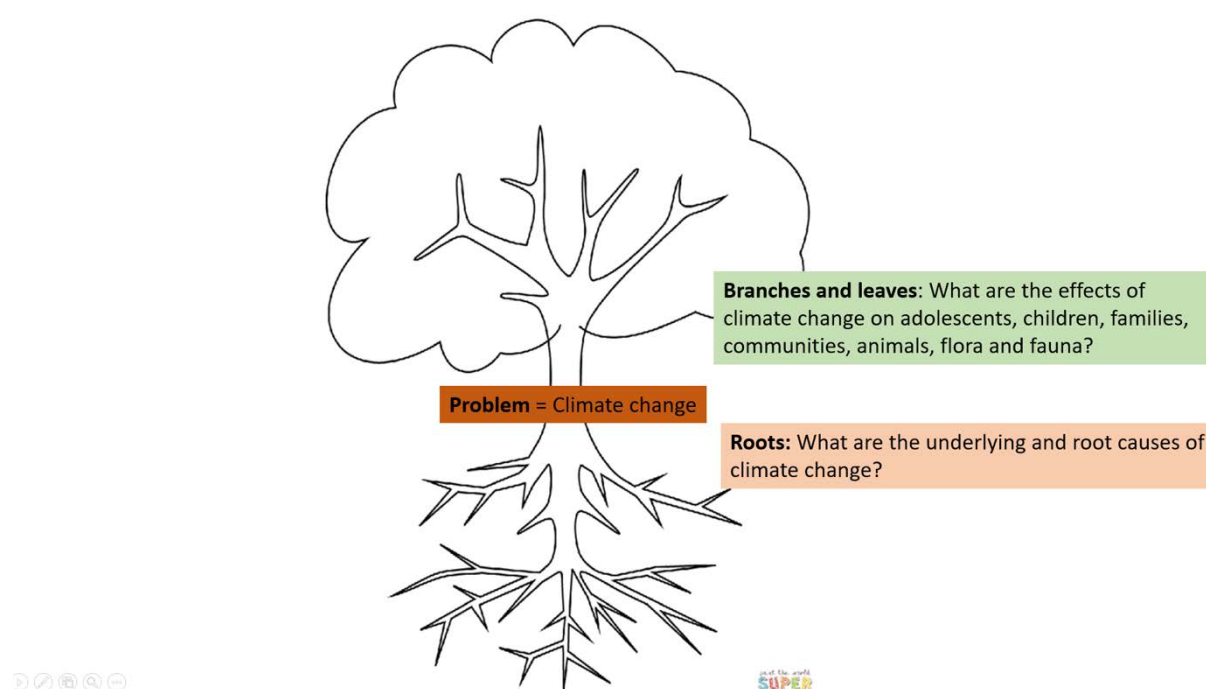 Branches and leaves: What are the effects of
climate change on adolescents, children, families,
communities, animals, flora and fauna?
Problem = Climate change
Roots: What are the underlying and root causes of
climate change?
SUPER